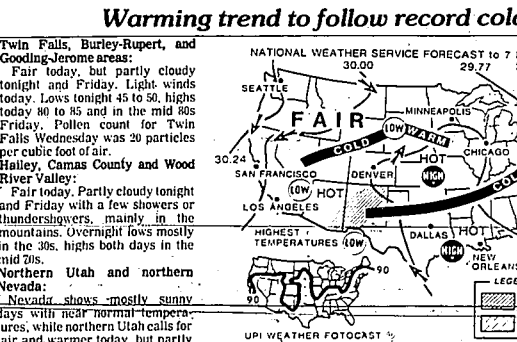 Warming trend to follow record col
Twin Falls, Burley-Rupert, and
Gooding-Jerome areas:
Fair today, but partly cloudy
tonight and Friday. Light winds
today. Lows tonight 45 to 50, highs
today 80 to 85 and in the mid 80s
Friday. Pollen count for Twin
Falls Wednesday was 20 particles
per cubic foot of air.
Hailey, Camas County and Wood
River Valley:
Fair today. Partly cloudy tonight
and Friday with a few showers or
thundershowers, mainly in the
mountains. Overnight lows mostly
in the 30s, highs both days in the
mid 70s.
Northern Utah and northern
Nevada:
Nevada shows mostly sunny
days with near normal tempera-
ures, while northern Utah calls for
air and warmer today, but partly
NATIONAL WEATHER SERVICE FORECAST to 7
30.00
29.77
SEATTLE
FAIR
MINNEAPOLIS
LOW
WARM
COLD
HOT
CHICAGO
30.24
SAN FRANCISCO
DENVER
HIGH
LOW
HOT
COL
LOS ANGELES
HIGHEST
TEMPERATURES
LOW
DALLAS
HOT
HIGH
NEW
ORLEANS
90
90
LEGE
UPI WEATHER FOTOCAST